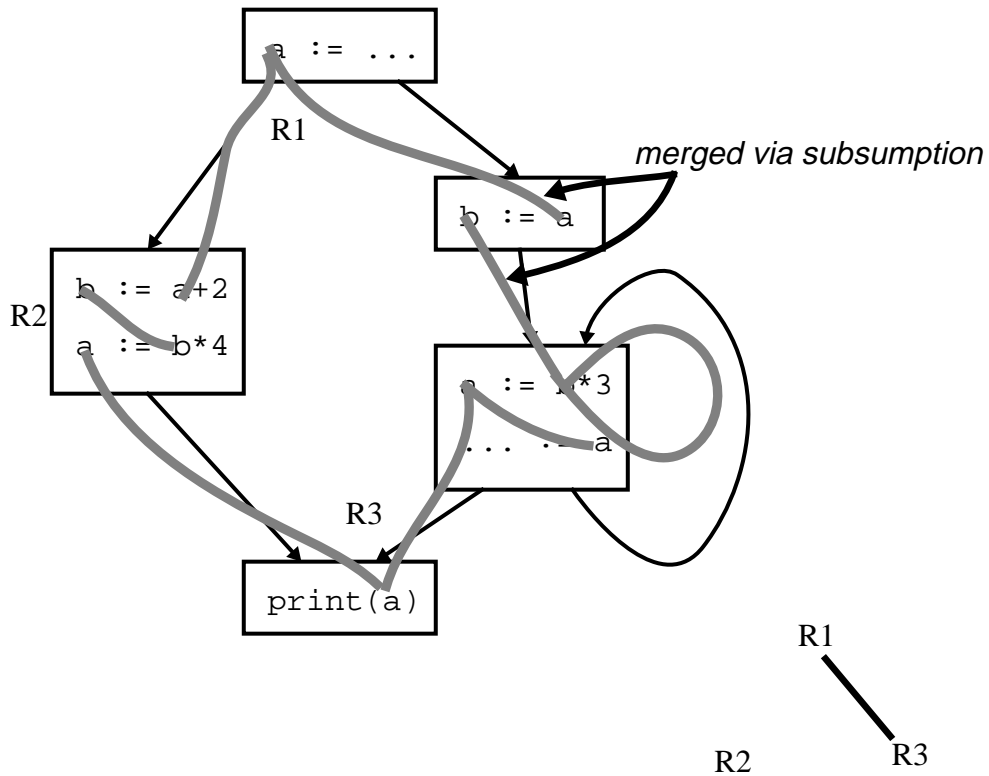 a := ...
R1
merged via subsumption
b := a
R2
b := a+2
a := b*4
a := b*3
... := a
R3
print(a)
R1
R2
R3